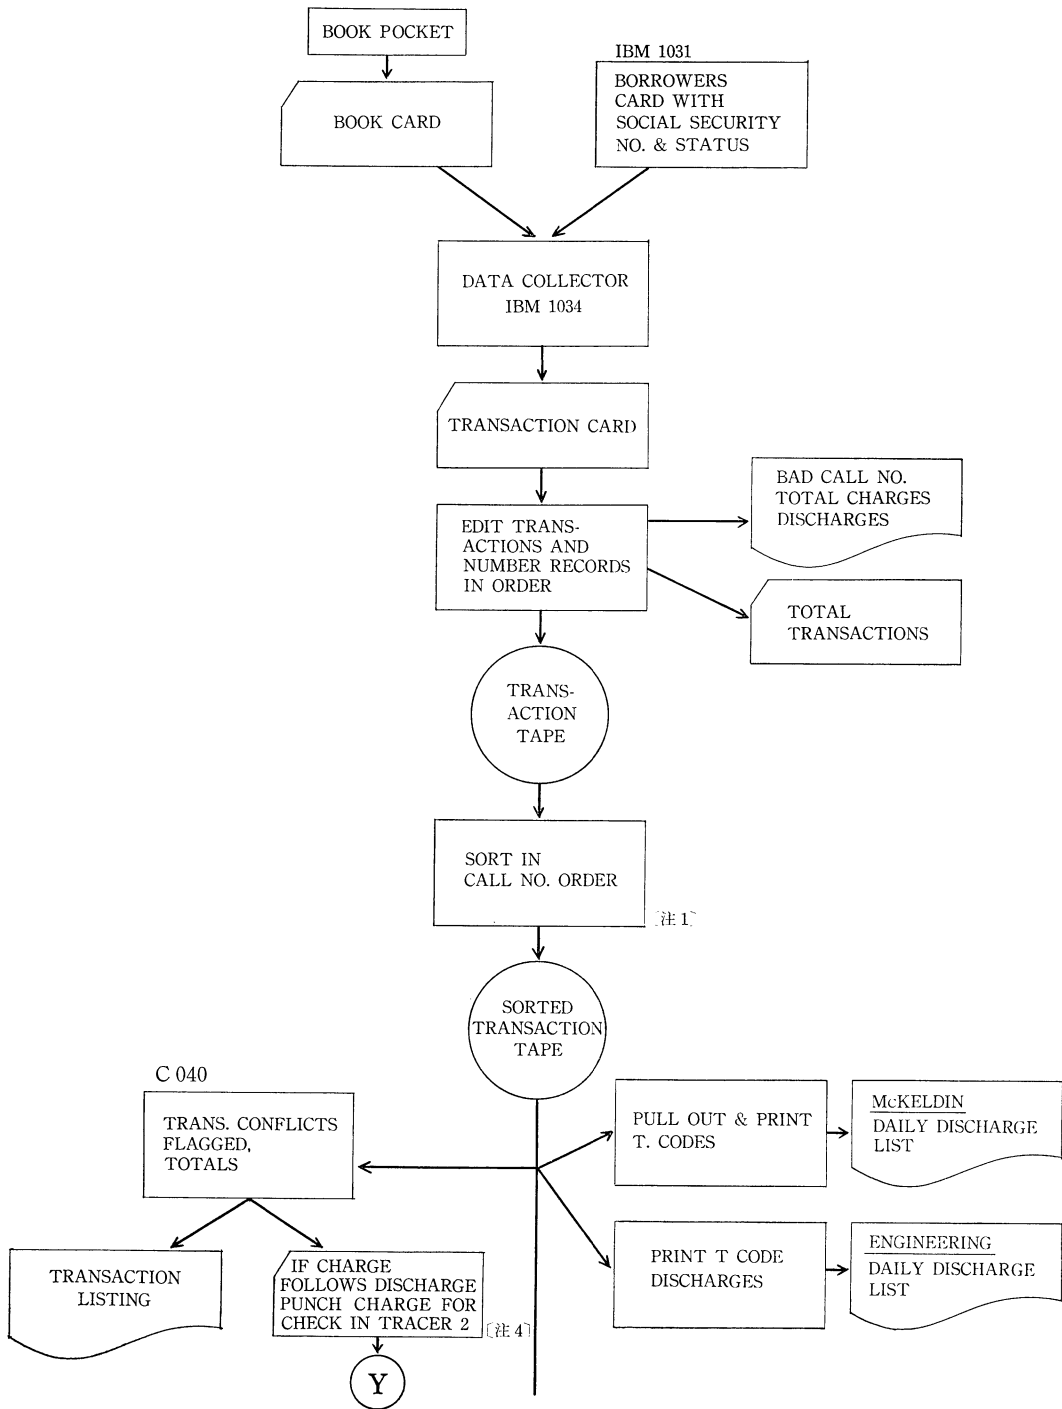 BOOK POCKET
BOOK CARD
IBM 1031
BORROWERS
CARD WITH
SOCIAL SECURITY
NO. & STATUS
DATA COLLECTOR
IBM 1034
TRANSACTION CARD
EDIT TRANS-
ACTIONS AND
NUMBER RECORDS
IN ORDER
BAD CALL NO.
TOTAL CHARGES
DISCHARGES
TOTAL
TRANSACTIONS
TRANS-
ACTION
TAPE
SORT IN
CALL NO. ORDER
〔注1〕
SORTED
TRANSACTION
TAPE
C 040
TRANS. CONFLICTS
FLAGGED,
TOTALS
PULL OUT & PRINT
T. CODES
McKELDIN
DAILY DISCHARGE
LIST
TRANSACTION
LISTING
IF CHARGE
FOLLOWS DISCHARGE
PUNCH CHARGE FOR
CHECK IN TRACER 2
〔注4〕
PRINT T CODE
DISCHARGES
ENGINEERING
DAILY DISCHARGE
LIST
Y